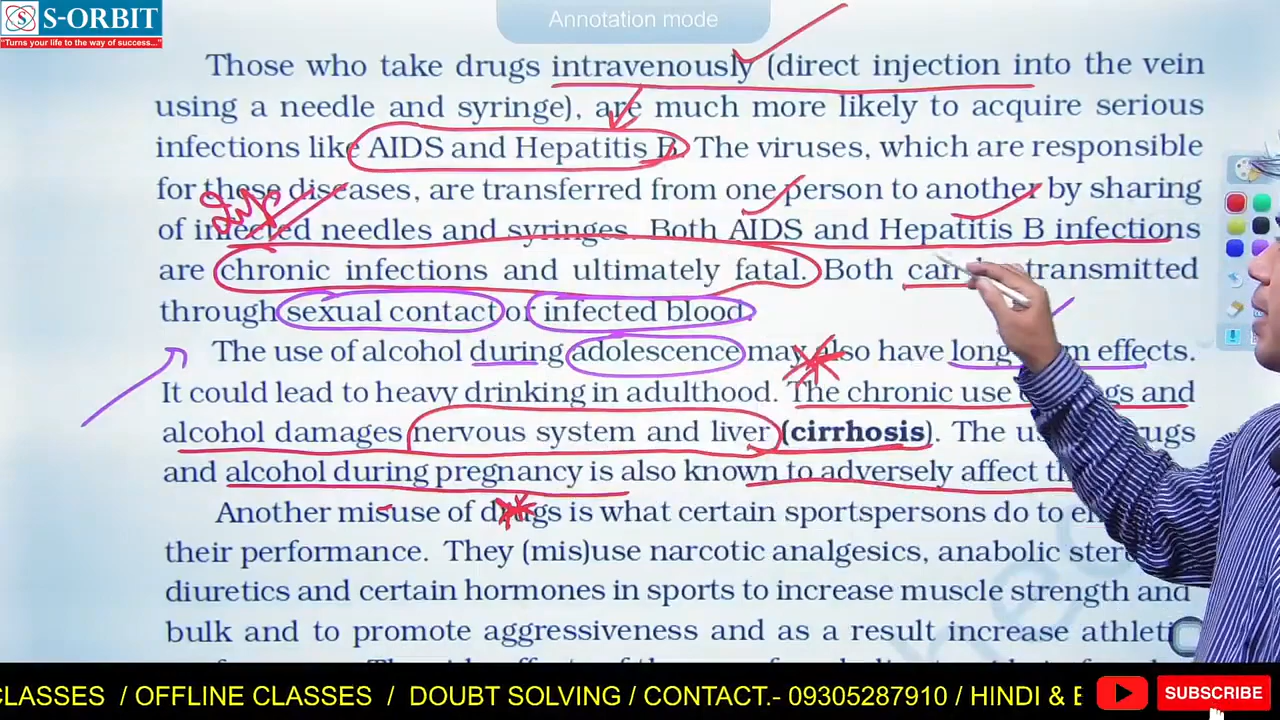 S-ORBIT
"Turns your life to the way of success..."
Annotation mode
Those who take drugs intravenously (direct injection into the vein
using a needle and syringe), are much more likely to acquire serious
infections like AIDS and Hepatitis B. The viruses, which are responsible
for these diseases, are transferred from one person to another by sharing
of infected needles and syringes. Both AIDS and Hepatitis B infections
are chronic infections and ultimately fatal. Both can transmitted
through sexual contact or infected blood.
The use of alcohol during adolescence may also have long-term effects.
It could lead to heavy drinking in adulthood. The chronic use and
alcohol damages nervous system and liver (cirrhosis). The
and alcohol during pregnancy is also known to adversely affect
Another misuse of drugs is what certain sportspersons do to
their performance. They (mis)use narcotic analgesics, anabolic
diuretics and certain hormones in sports to increase muscle strength and
bulk and to promote aggressiveness and as a result increase
CLASSES / OFFLINE CLASSES / DOUBT SOLVING / CONTACT.- 09305287910 / HINDI & E
SUBSCRIBE